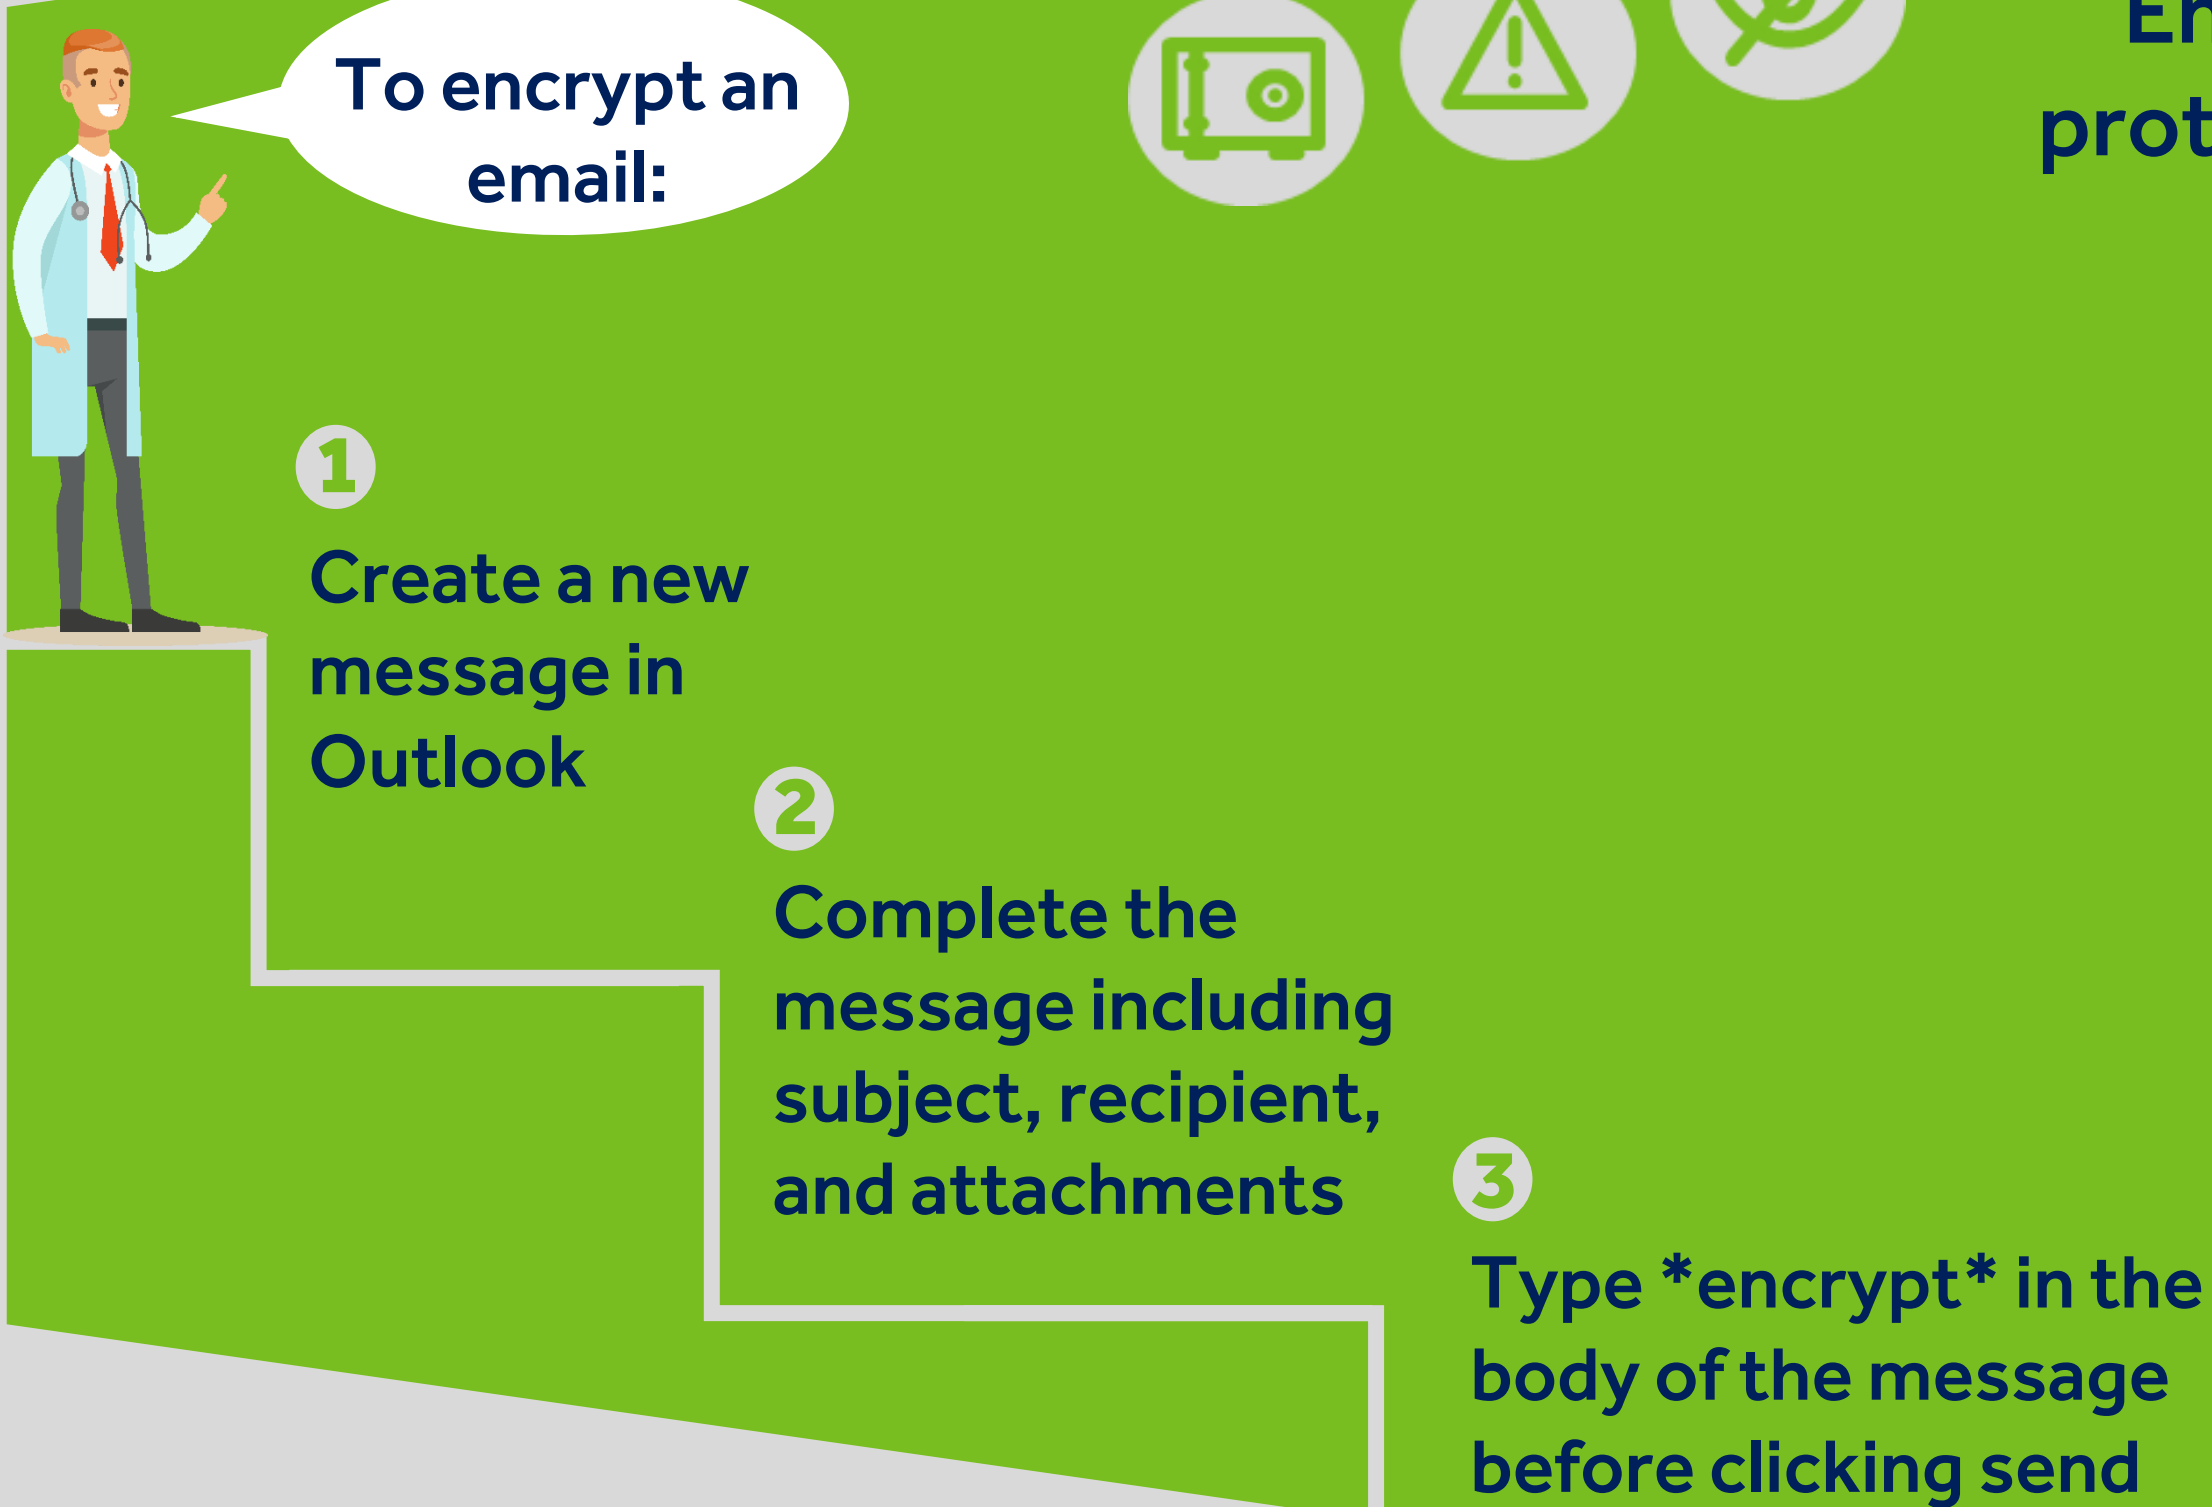 To encrypt an
email:
1
Create a new
message in
Outlook
2
Complete the
message including
subject, recipient,
and attachments
3
Type *encrypt* in the
body of the message
before clicking send